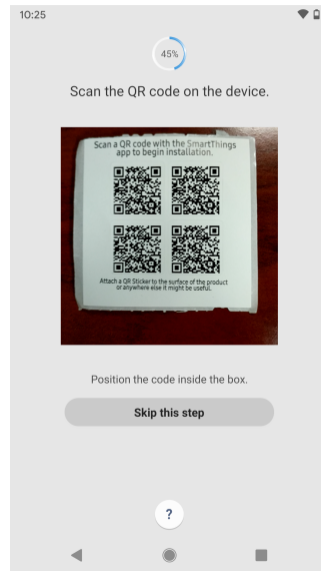 10:25
45%
Scan the QR code on the device.
Scan a QR code with the SmartThings
app to begin installation.
Attach a QR Sticker to the surface of the product
or anywhere else it might be useful.
Position the code inside the box.
Skip this step
?